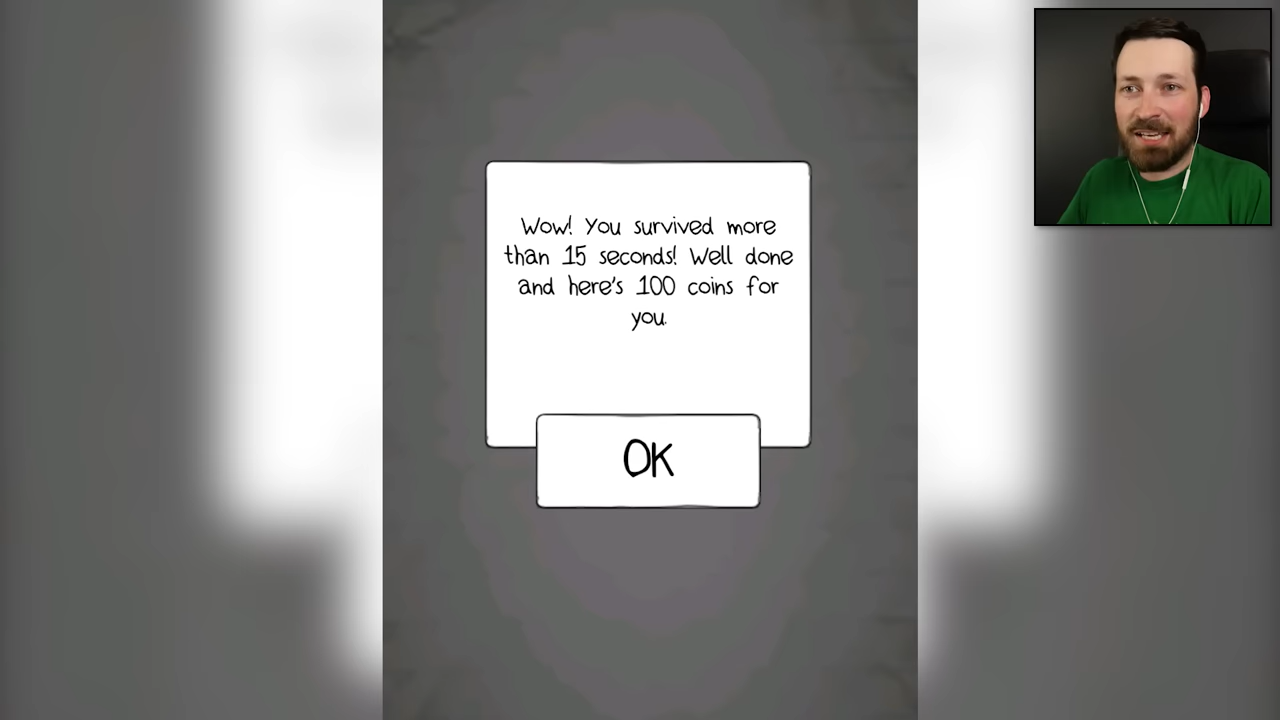 Wow! You survived more
than 15 seconds! Well done
and here's 100 coins for
you.
OK